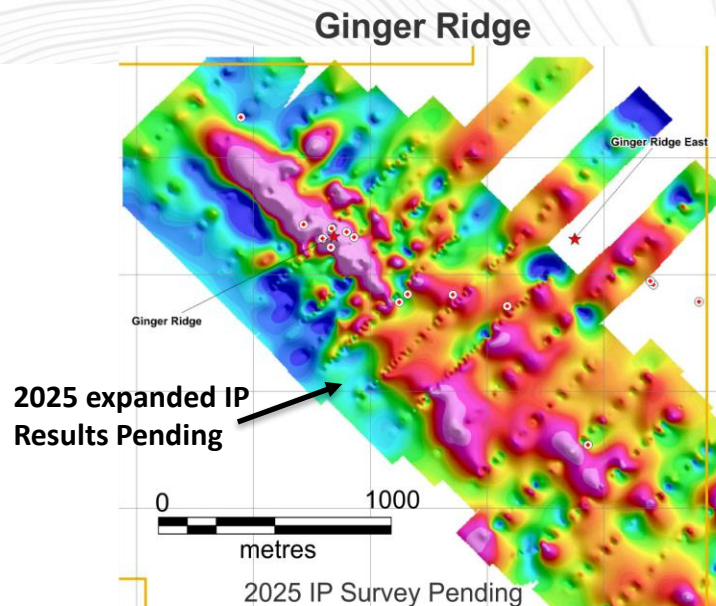 Ginger Ridge
Ginger Ridge East
Ginger Ridge
2025 expanded IP
Results Pending
0 1000
metres
2025 IP Survey Pending